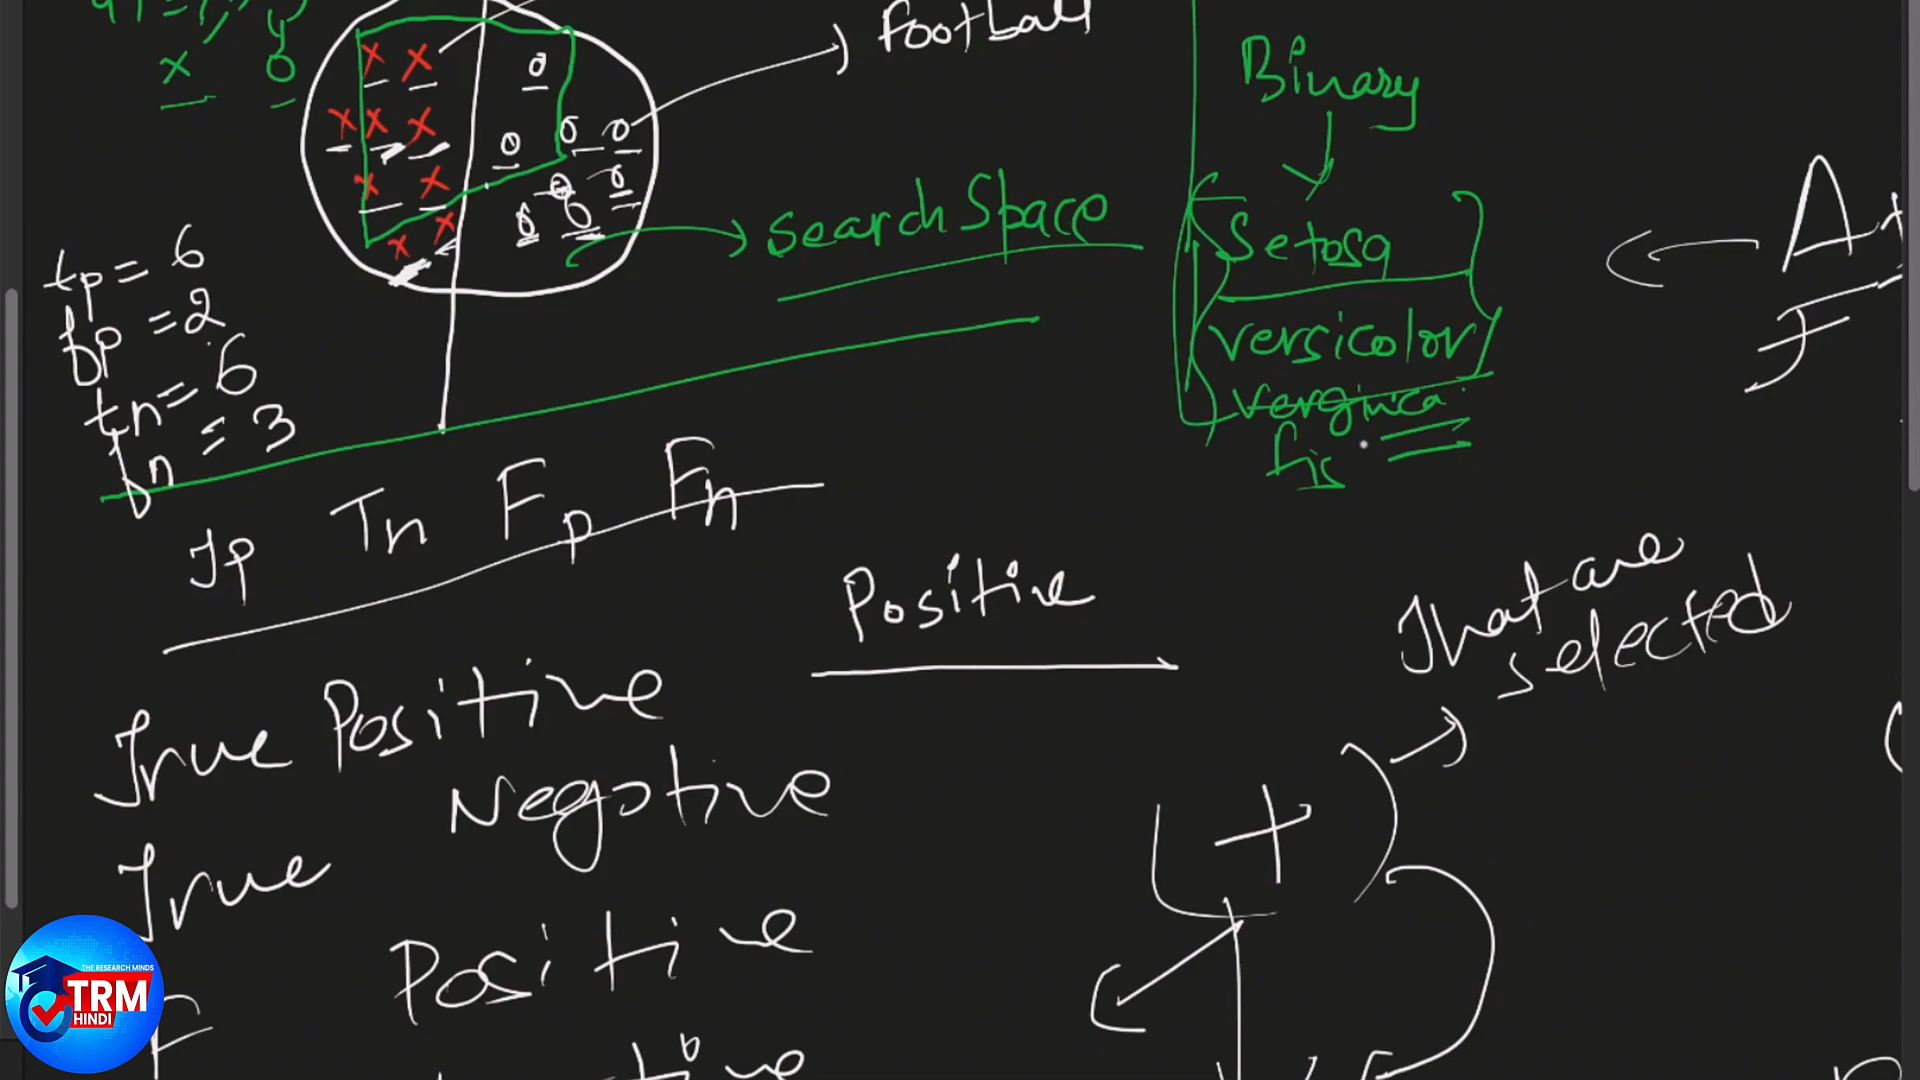 x o
Football
x x o
x x x o o o
x x o o
x x o o
search Space
Binary
Setosa
versicolor
verginica
fis
tp = 6
fp = 2
tn = 6
fn = 3
Tp Tn Fp Fn
Positive
That are
selected
True Positive
Negative
True
Positive
+
F
THE RESEARCH MINDS
TRM
HINDI